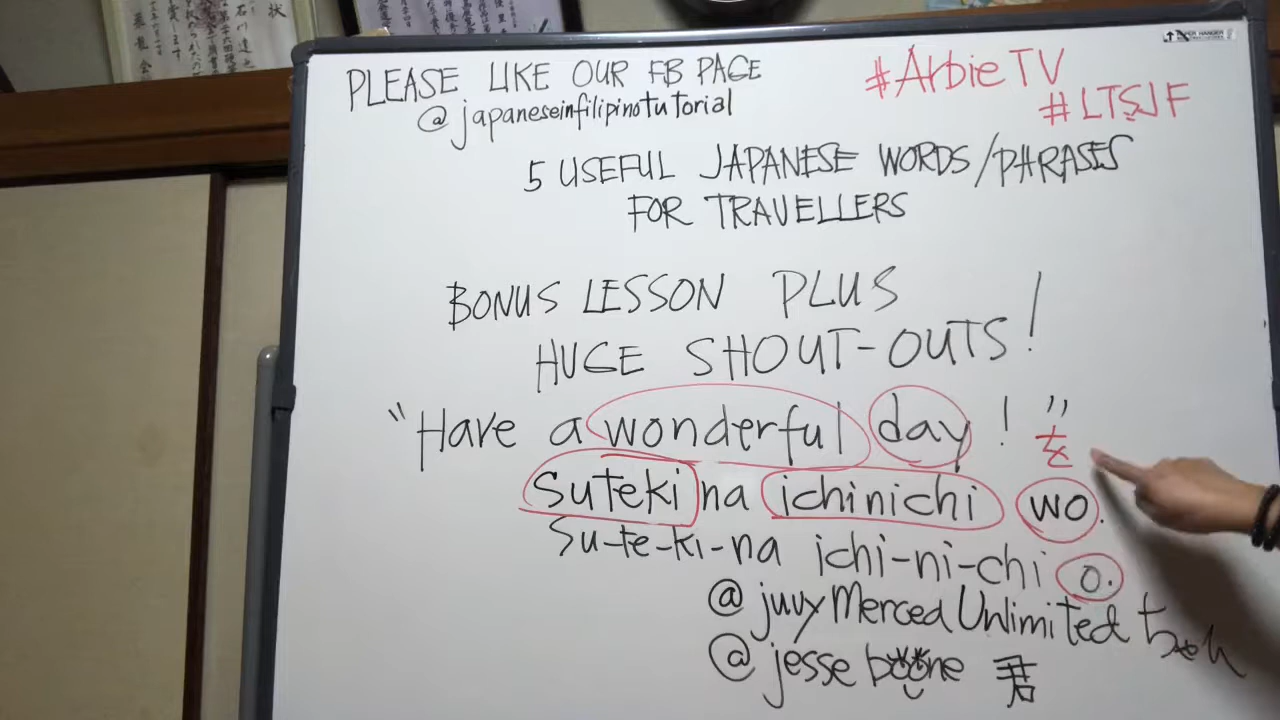 状
PLEASE LIKE OUR FB PAGE
@japaneseinfilipinotutorial
#ArbieTV
#LTSJF
5 USEFUL JAPANESE WORDS/PHRASES
FOR TRAVELLERS
BONUS LESSON PLUS
HUGE SHOUT-OUTS!
"Have a wonderful day!"
を
Suteki na ichinichi wo.
Su-te-ki-na ichi-ni-chi o.
@juvyMercedUnlimited ちゃん
@jesse boone 君